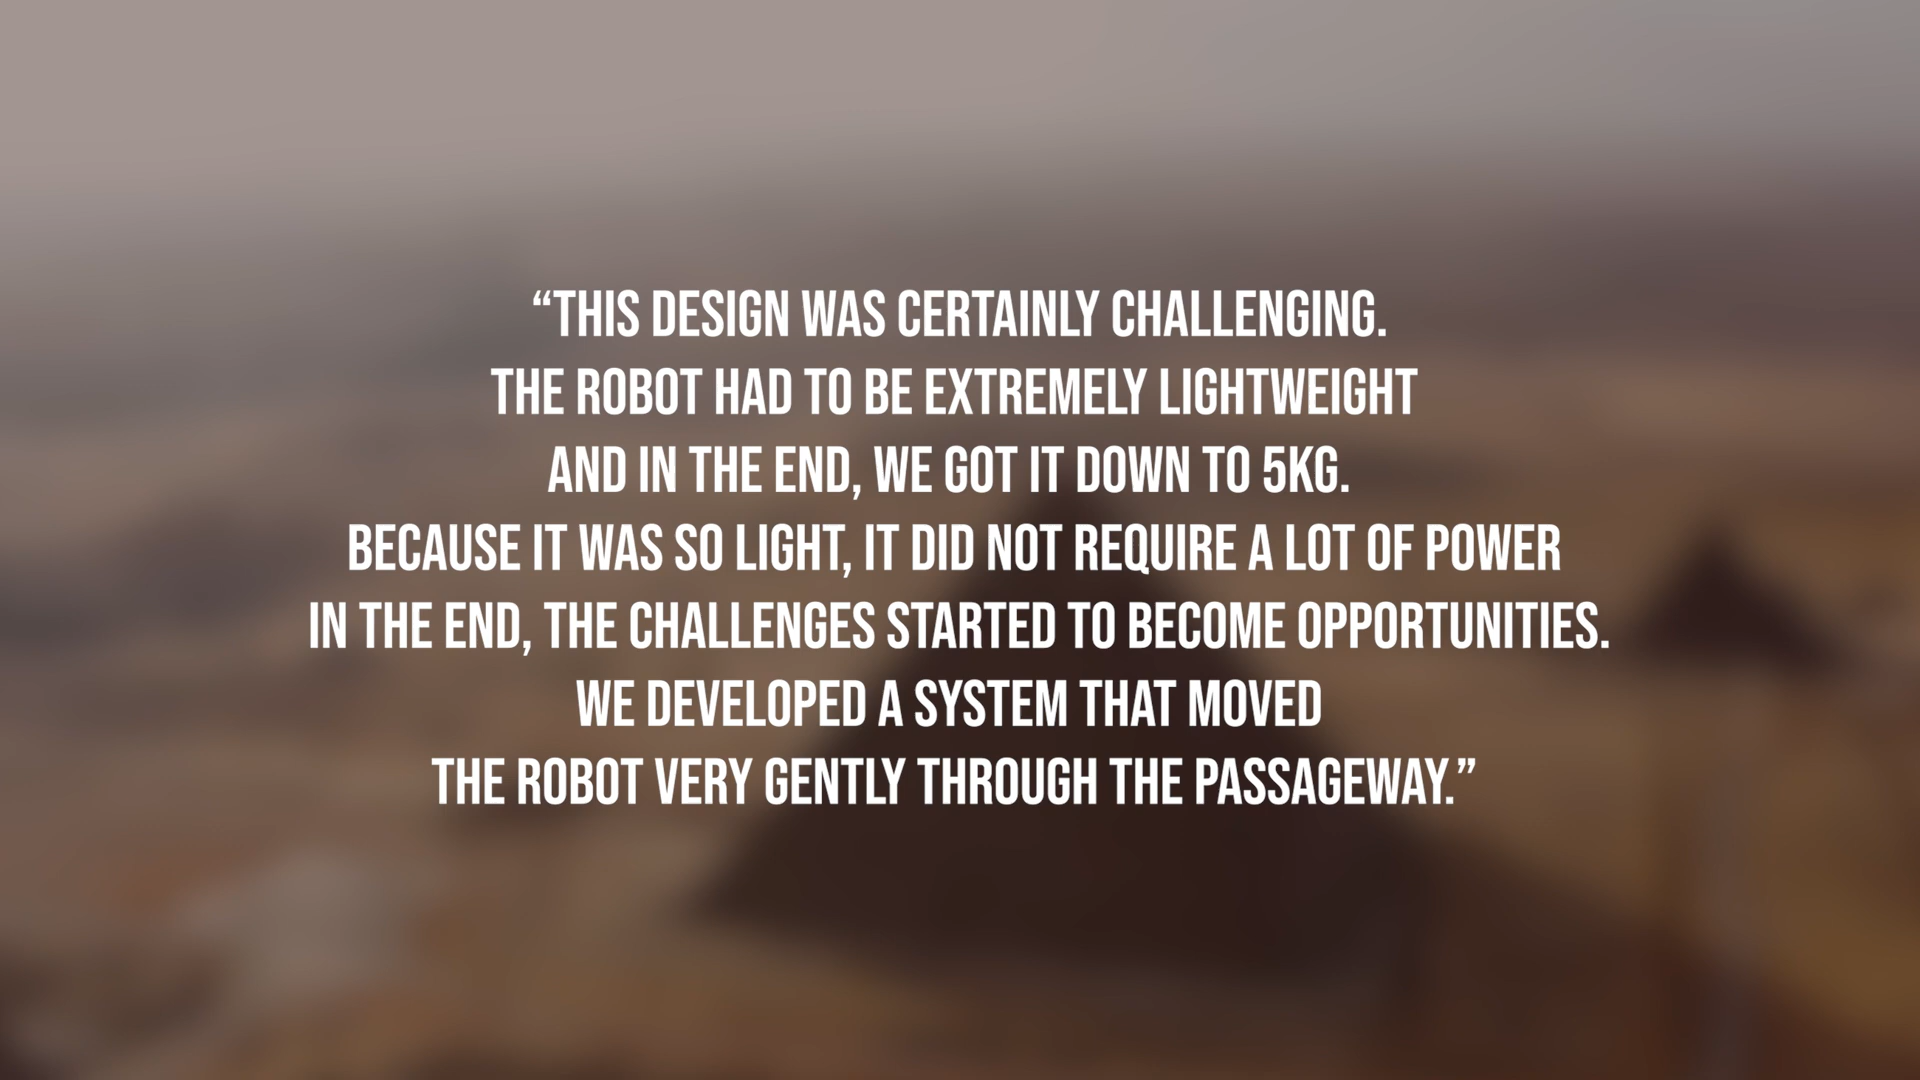 “THIS DESIGN WAS CERTAINLY CHALLENGING.
THE ROBOT HAD TO BE EXTREMELY LIGHTWEIGHT
AND IN THE END, WE GOT IT DOWN TO 5KG.
BECAUSE IT WAS SO LIGHT, IT DID NOT REQUIRE A LOT OF POWER
IN THE END, THE CHALLENGES STARTED TO BECOME OPPORTUNITIES.
WE DEVELOPED A SYSTEM THAT MOVED
THE ROBOT VERY GENTLY THROUGH THE PASSAGEWAY.”